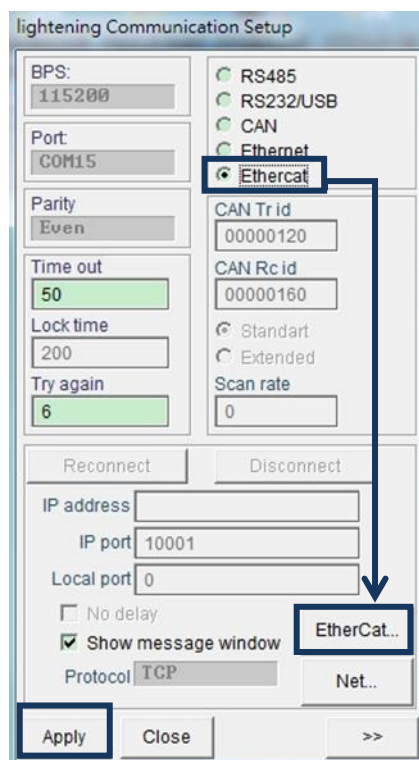 lightening Communication Setup
BPS:
115200
Port:
COM15
Parity
Even
Time out
50
Lock time
200
Try again
6
RS485
RS232/USB
CAN
Ethernet
Ethercat
CAN Tr id
00000120
CAN Rc id
00000160
Standart
Extended
Scan rate
0
Reconnect Disconnect
IP address
IP port 10001
Local port 0
No delay
Show message window
EtherCat...
Protocol TCP
Net...
Apply Close >>